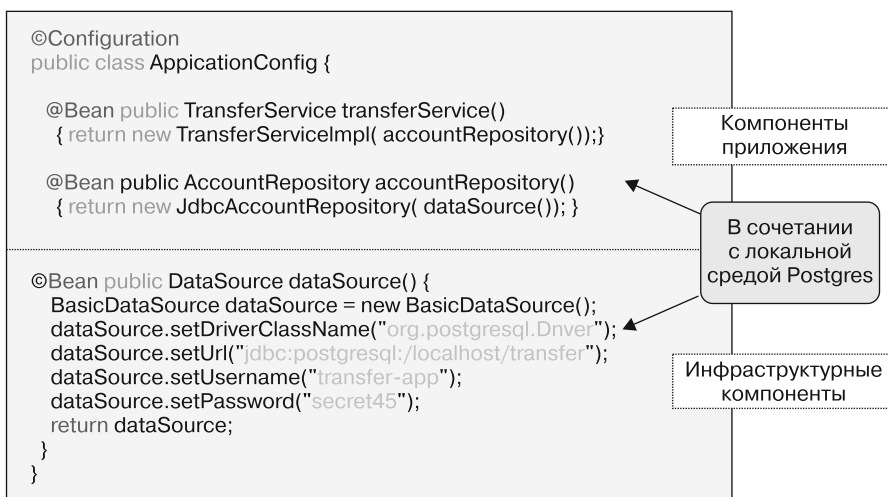 ©Configuration
public class AppicationConfig {
@Bean public TransferService transferService()
{ return new TransferServiceImpl( accountRepository());}
@Bean public AccountRepository accountRepository()
{ return new JdbcAccountRepository( dataSource()); }
©Bean public DataSource dataSource() {
BasicDataSource dataSource = new BasicDataSource();
dataSource.setDriverClassName("org.postgresql.Dnver");
dataSource.setUrl("jdbc:postgresql:/localhost/transfer");
dataSource.setUsername("transfer-app");
dataSource.setPassword("secret45");
return dataSource;
}
}
Компоненты
приложения
В сочетании
с локальной
средой Postgres
Инфраструктурные
компоненты